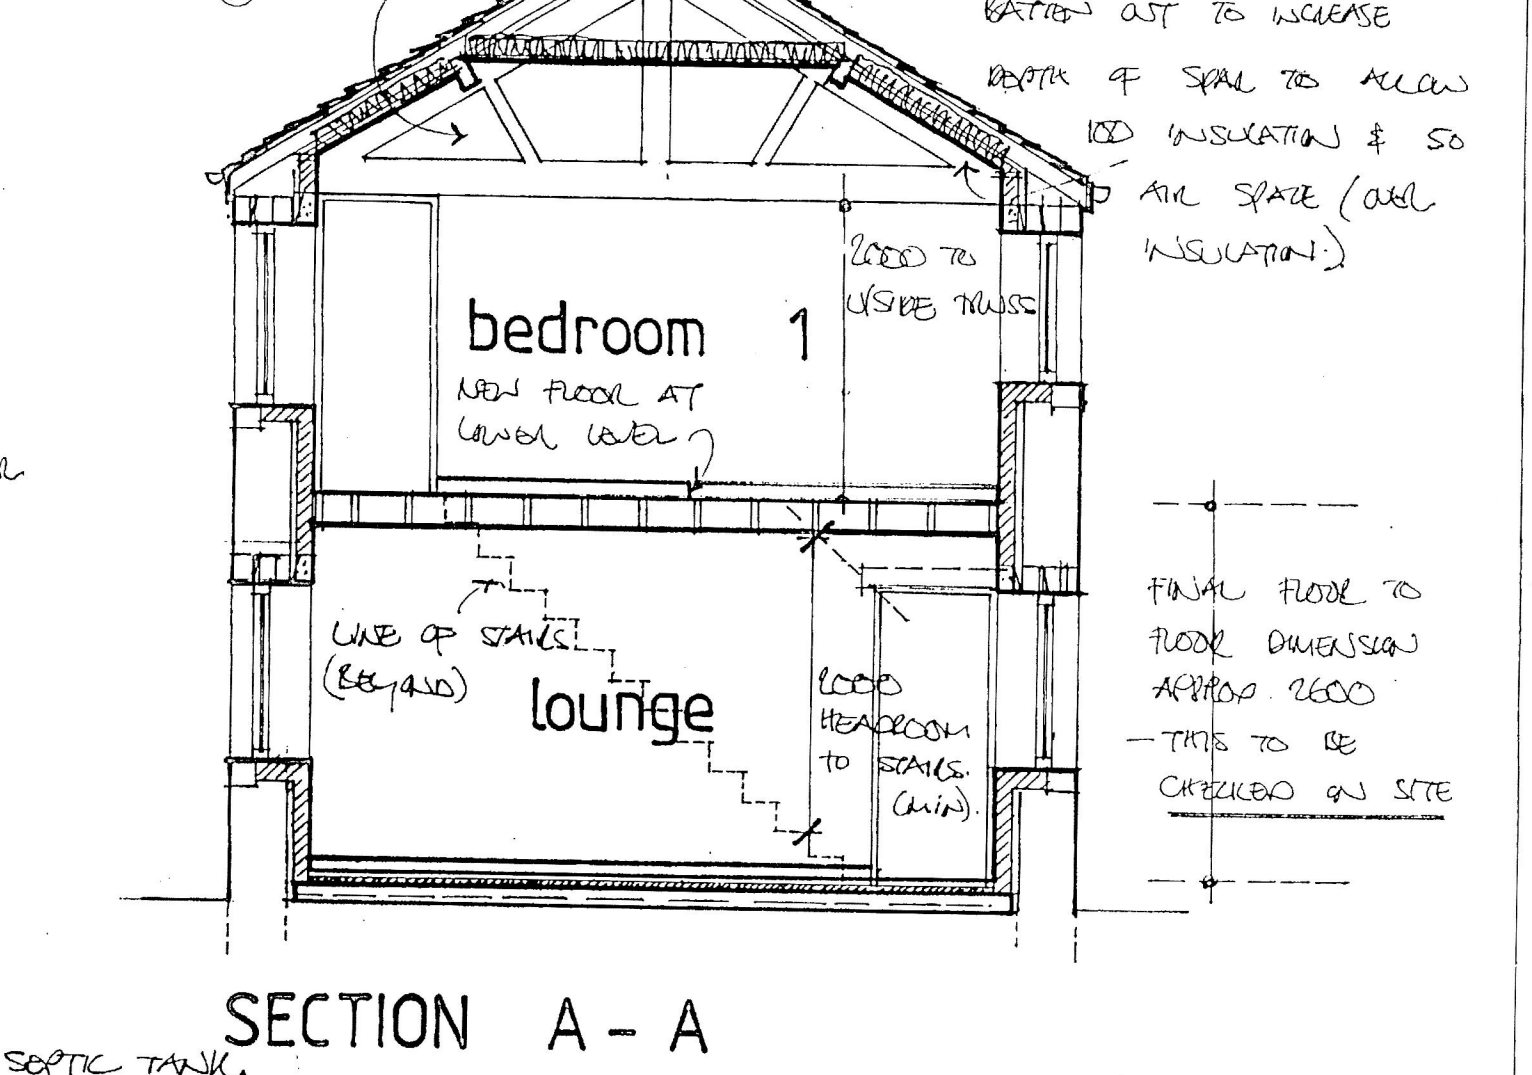 BATTEN OUT TO INCREASE
DEPTH OF SPAR TO ALLOW
100 INSULATION & 50
AIR SPACE (OVER
INSULATION.)
2000 TO
U/SIDE TRUSS
bedroom 1
NEW FLOOR AT
LOWER LEVEL
LINE OF STAIRS
(BEYOND)
lounge
2000
HEADROOM
TO STAIRS.
(MIN).
FINAL FLOOR TO
FLOOR DIMENSION
APPROX. 2600
- THIS TO BE
CHECKED ON SITE
SECTION A - A
SEPTIC TANK.